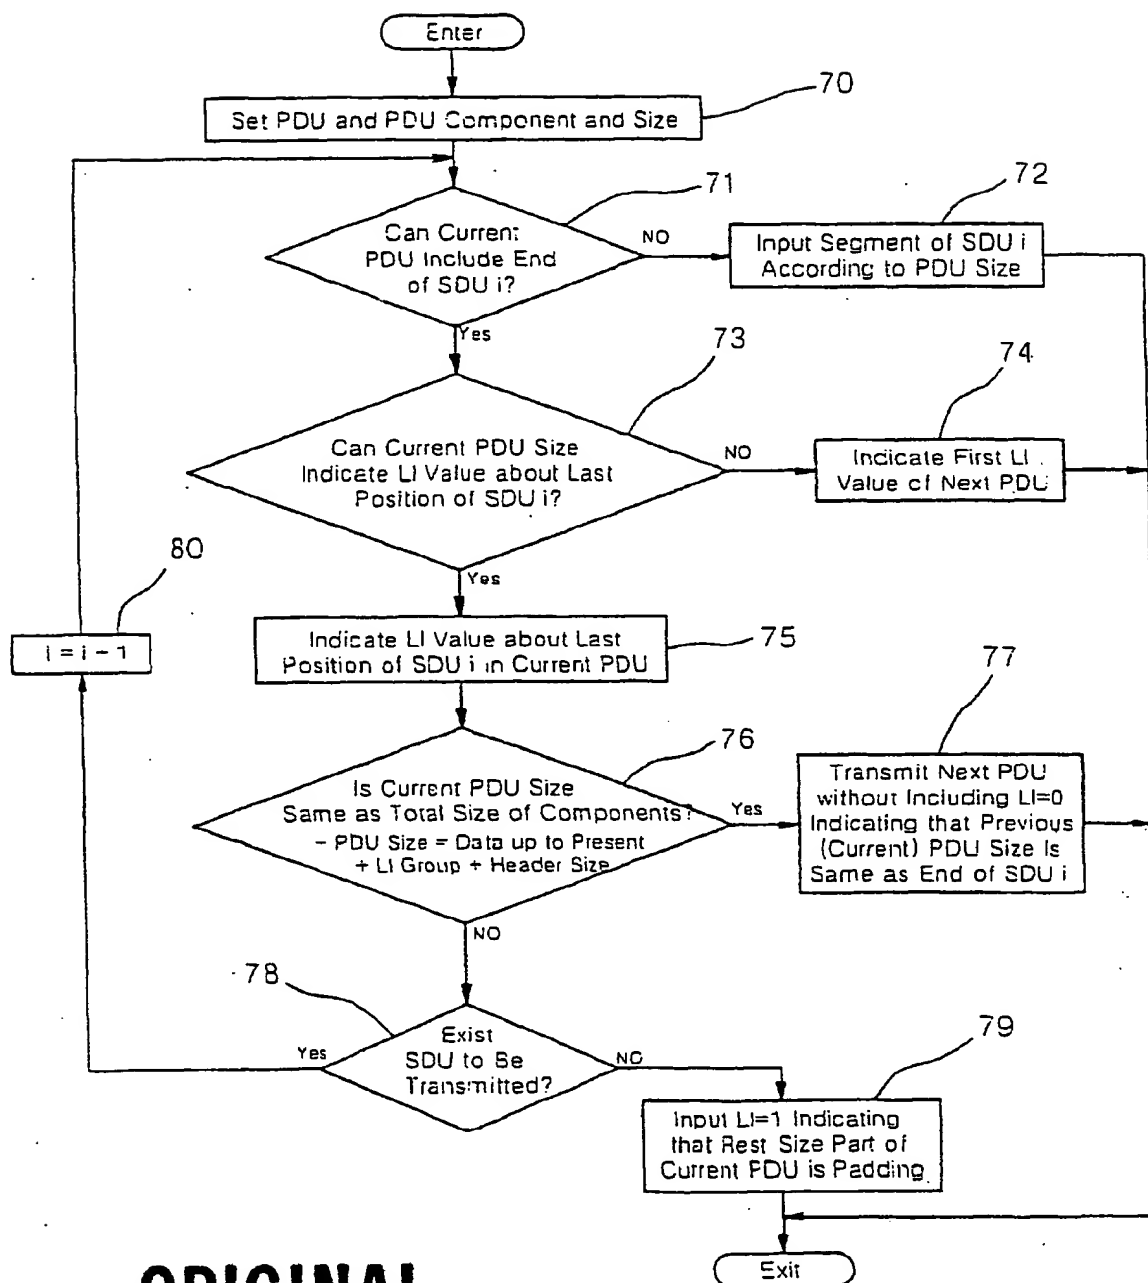 Enter
70
Set PDU and PDU Component and Size
71
72
Can Current
PDU Include End
of SDU i?
NO
Input Segment of SDU i
According to PDU Size
Yes
73
74
Can Current PDU Size
Indicate LI Value about Last
Position of SDU i?
NO
Indicate First LI
Value of Next PDU
80
Yes
i = i - 1
Indicate LI Value about Last
Position of SDU i in Current PDU
75
77
76
Is Current PDU Size
Same as Total Size of Components?
- PDU Size = Data up to Present
+ LI Group + Header Size
Yes
Transmit Next PDU
without Including LI=0
Indicating that Previous
(Current) PDU Size Is
Same as End of SDU i
NO
78
79
Exist
SDU to Be
Transmitted?
Yes
NO
Input LI=1 Indicating
that Rest Size Part of
Current PDU is Padding
Exit
ORIGINAL